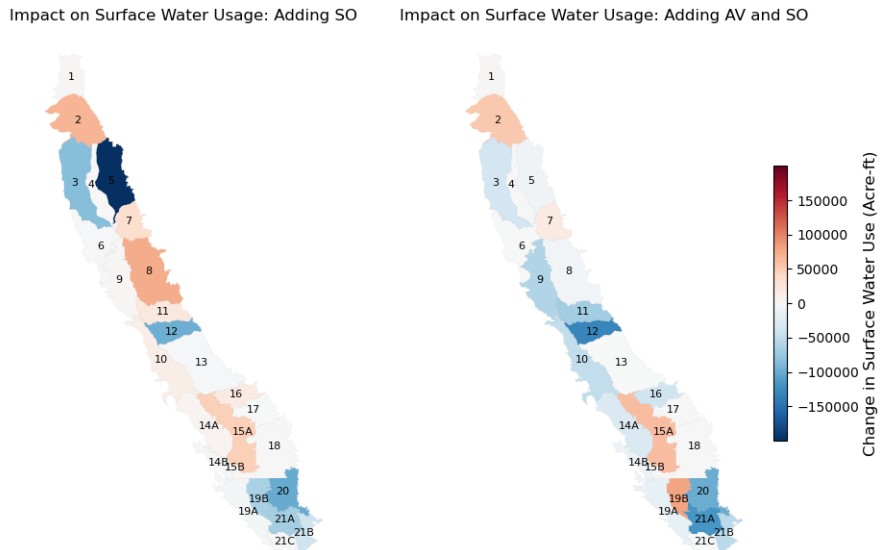 Impact on Surface Water Usage: Adding SO
1
2
3
4
5
7
6
8
9
11
12
10
13
16
17
14A
15A
18
14B
15B
20
19B
19A
21A
21B
21C
Impact on Surface Water Usage: Adding AV and SO
1
2
3
4
5
7
6
8
9
11
12
10
13
16
17
14A
15A
18
14B
15B
20
19B
19A
21A
21B
21C
150000
100000
50000
0
−50000
−100000
−150000
Change in Surface Water Use (Acre-ft)